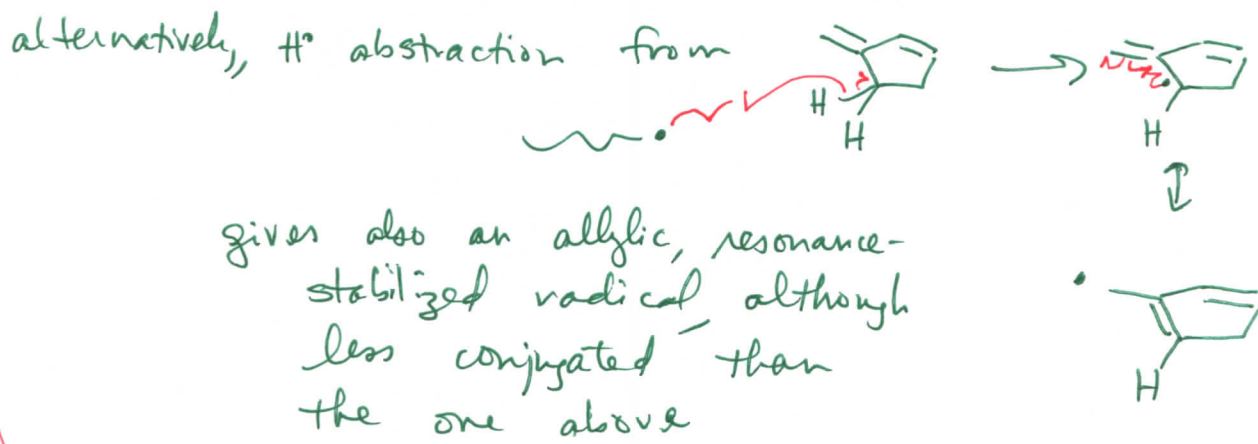 alternatively, H• abstraction from
H
H
H
gives also an allylic, resonance-
stabilized radical, although
less conjugated than
the one above
H